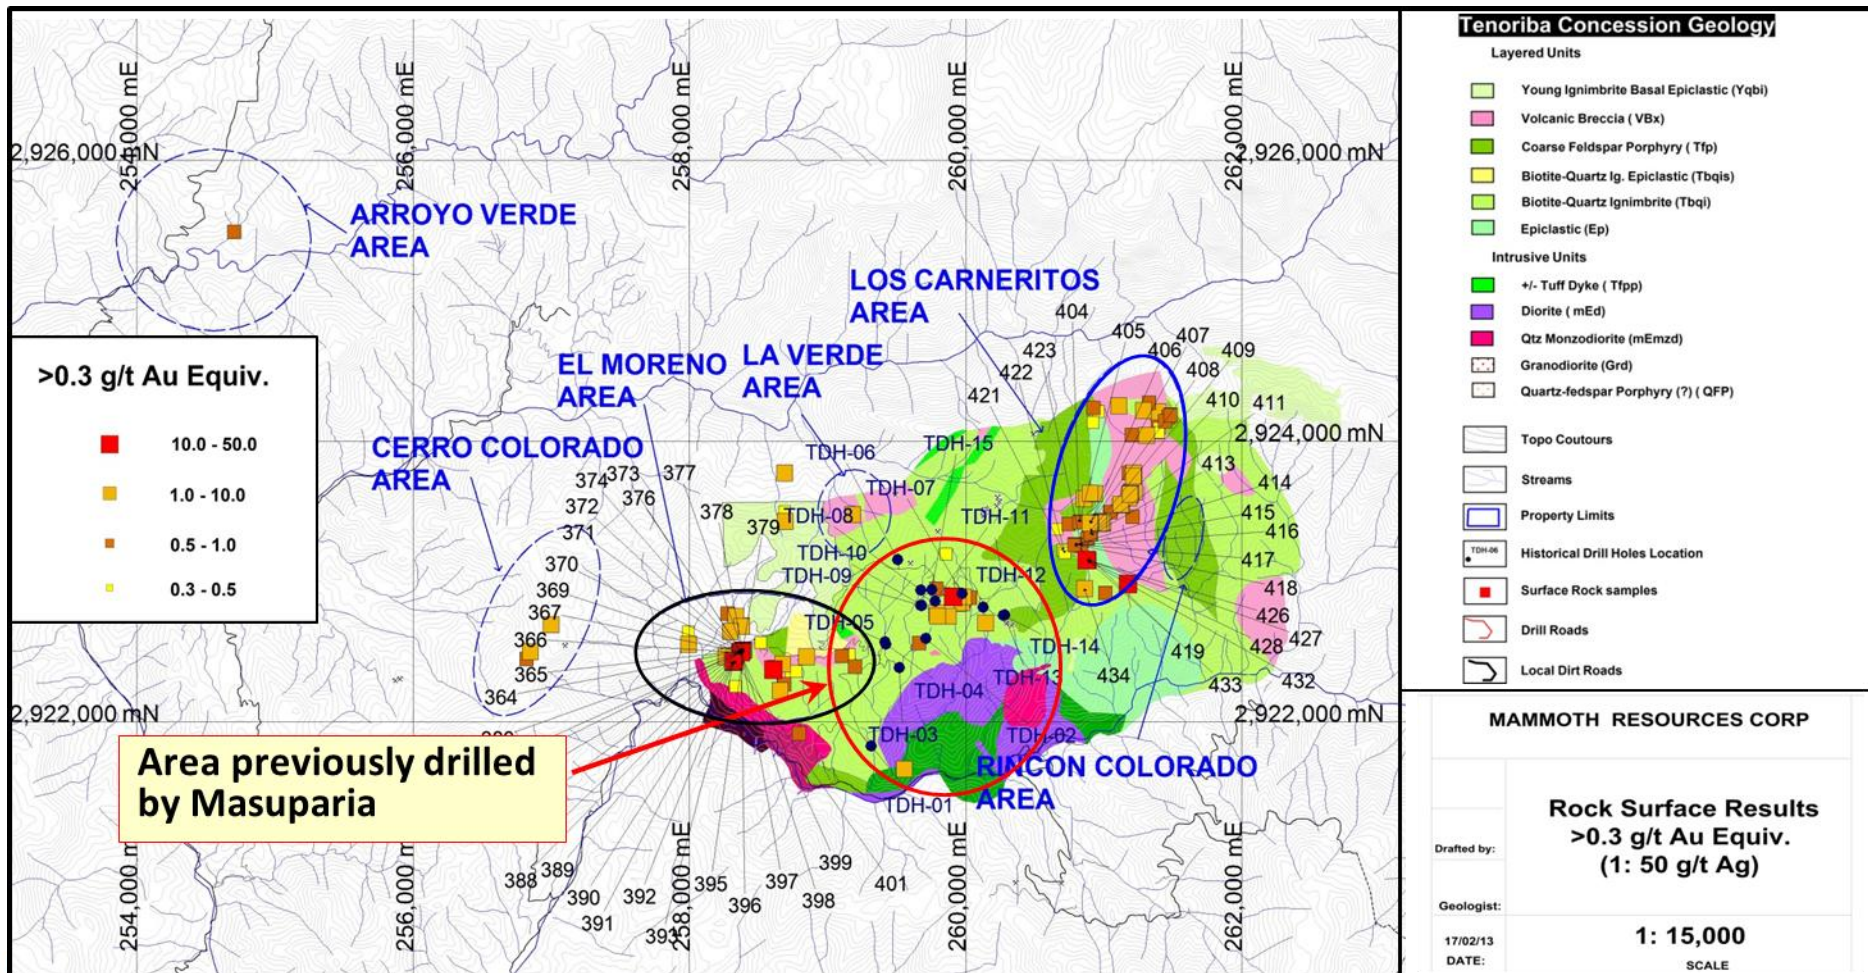 254,000 mE
256,000 mE
258,000 mE
260,000 mE
262,000 mE
2,926,000 mN
2,926,000 mN
ARROYO VERDE
AREA
LOS CARNERITOS
AREA
404
405
407
406
409
408
423
422
421
410
411
>0.3 g/t Au Equiv.
10.0 - 50.0
1.0 - 10.0
0.5 - 1.0
0.3 - 0.5
EL MORENO
AREA
LA VERDE
AREA
CERRO COLORADO
AREA
2,924,000 mN
TDH-15
TDH-06
TDH-07
TDH-08
TDH-11
TDH-10
TDH-09
TDH-12
TDH-05
TDH-14
TDH-13
TDH-04
TDH-03
TDH-02
TDH-01
374
373
377
372
376
378
379
371
370
369
367
366
365
364
413
414
415
416
417
418
426
427
428
419
434
433
432
2,922,000 mN
2,922,000 mN
RINCON COLORADO
AREA
Area previously drilled
by Masuparia
388
389
390
391
392
393
395
396
397
398
399
401
254,000 mE
256,000 mE
258,000 mE
260,000 mE
262,000 mE
Tenoriba Concession Geology
Layered Units
Young Ignimbrite Basal Epiclastic (Yqbi)
Volcanic Breccia ( VBx)
Coarse Feldspar Porphyry ( Tfp)
Biotite-Quartz Ig. Epiclastic (Tbqis)
Biotite-Quartz Ignimbrite (Tbqi)
Epiclastic (Ep)
Intrusive Units
+/- Tuff Dyke ( Tfpp)
Diorite ( mEd)
Qtz Monzodiorite (mEmzd)
Granodiorite (Grd)
Quartz-fedspar Porphyry (?) ( QFP)
Topo Coutours
Streams
Property Limits
TDH-06
Historical Drill Holes Location
Surface Rock samples
Drill Roads
Local Dirt Roads
MAMMOTH RESOURCES CORP
Rock Surface Results
>0.3 g/t Au Equiv.
(1: 50 g/t Ag)
Drafted by:
Geologist:
17/02/13
DATE:
1: 15,000
SCALE